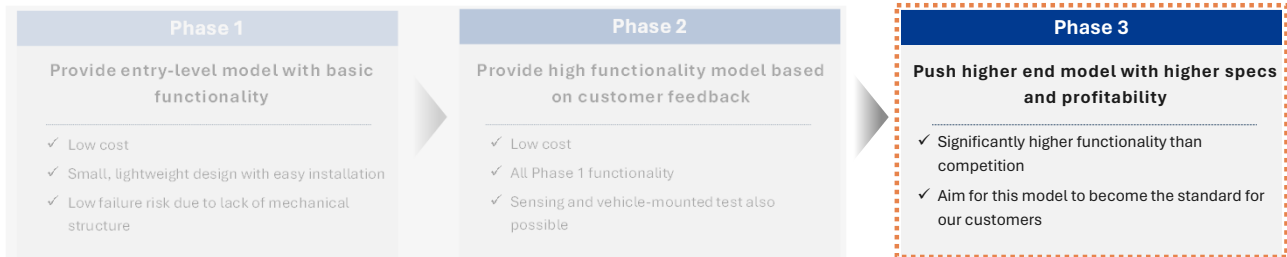 Phase 1
Provide entry-level model with basic
functionality
✓ Low cost
✓ Small, lightweight design with easy installation
✓ Low failure risk due to lack of mechanical
structure
Phase 2
Provide high functionality model based
on customer feedback
✓ Low cost
✓ All Phase 1 functionality
✓ Sensing and vehicle-mounted test also
possible
Phase 3
Push higher end model with higher specs
and profitability
✓ Significantly higher functionality than
competition
✓ Aim for this model to become the standard for
our customers